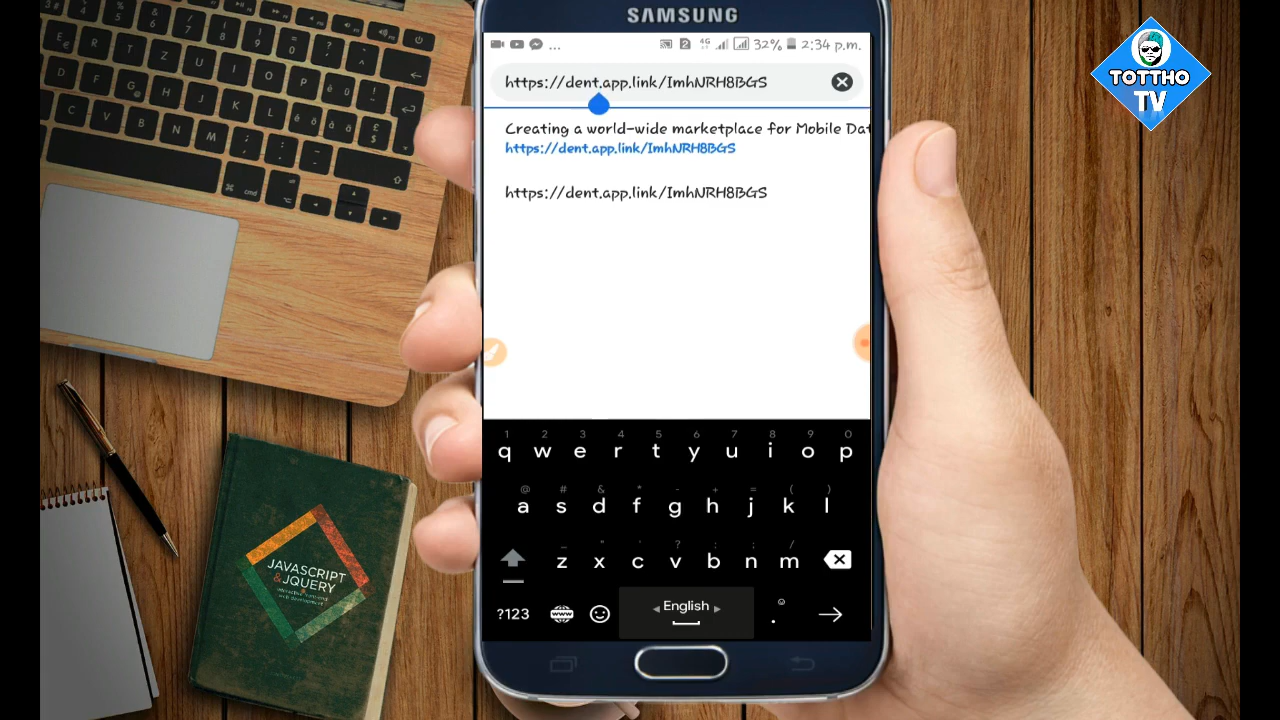 SAMSUNG
... 4G 32% 2:34 p.m.
https://dent.app.link/ImhNRH8BGS
Creating a world-wide marketplace for Mobile Dat
https://dent.app.link/ImhNRH8BGS
https://dent.app.link/ImhNRH8BGS
1 2 3 4 5 6 7 8 9 0
q w e r t y u i o p
@ # & * - + = ( )
a s d f g h j k l
z x c v b n m
?123 English .
TOTTHO
TV
JAVASCRIPT
& JQUERY